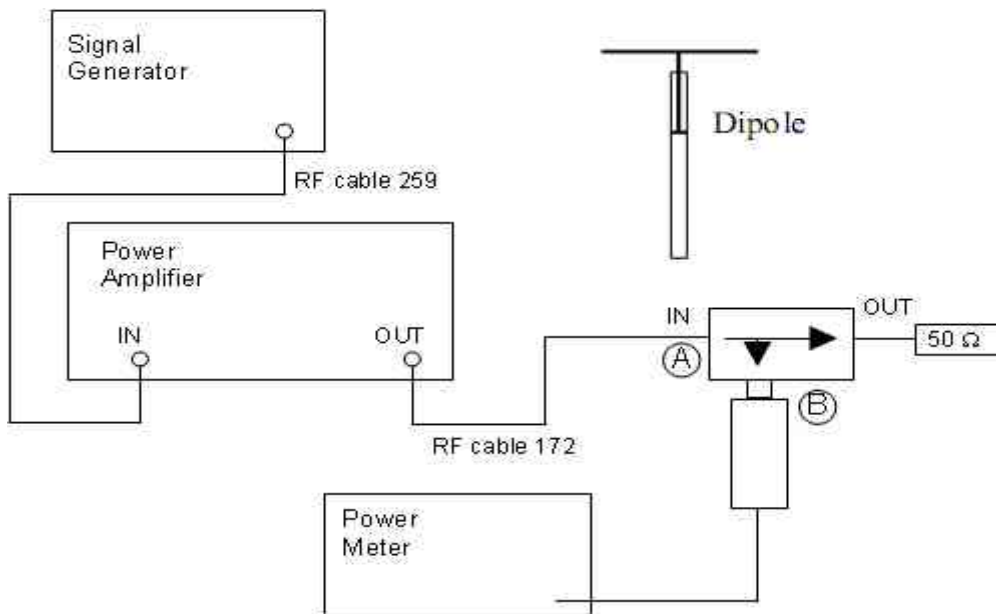 Signal
Generator
Dipole
RF cable 259
Power
Amplifier
IN
OUT
IN
OUT
A
50 Ω
B
RF cable 172
Power
Meter